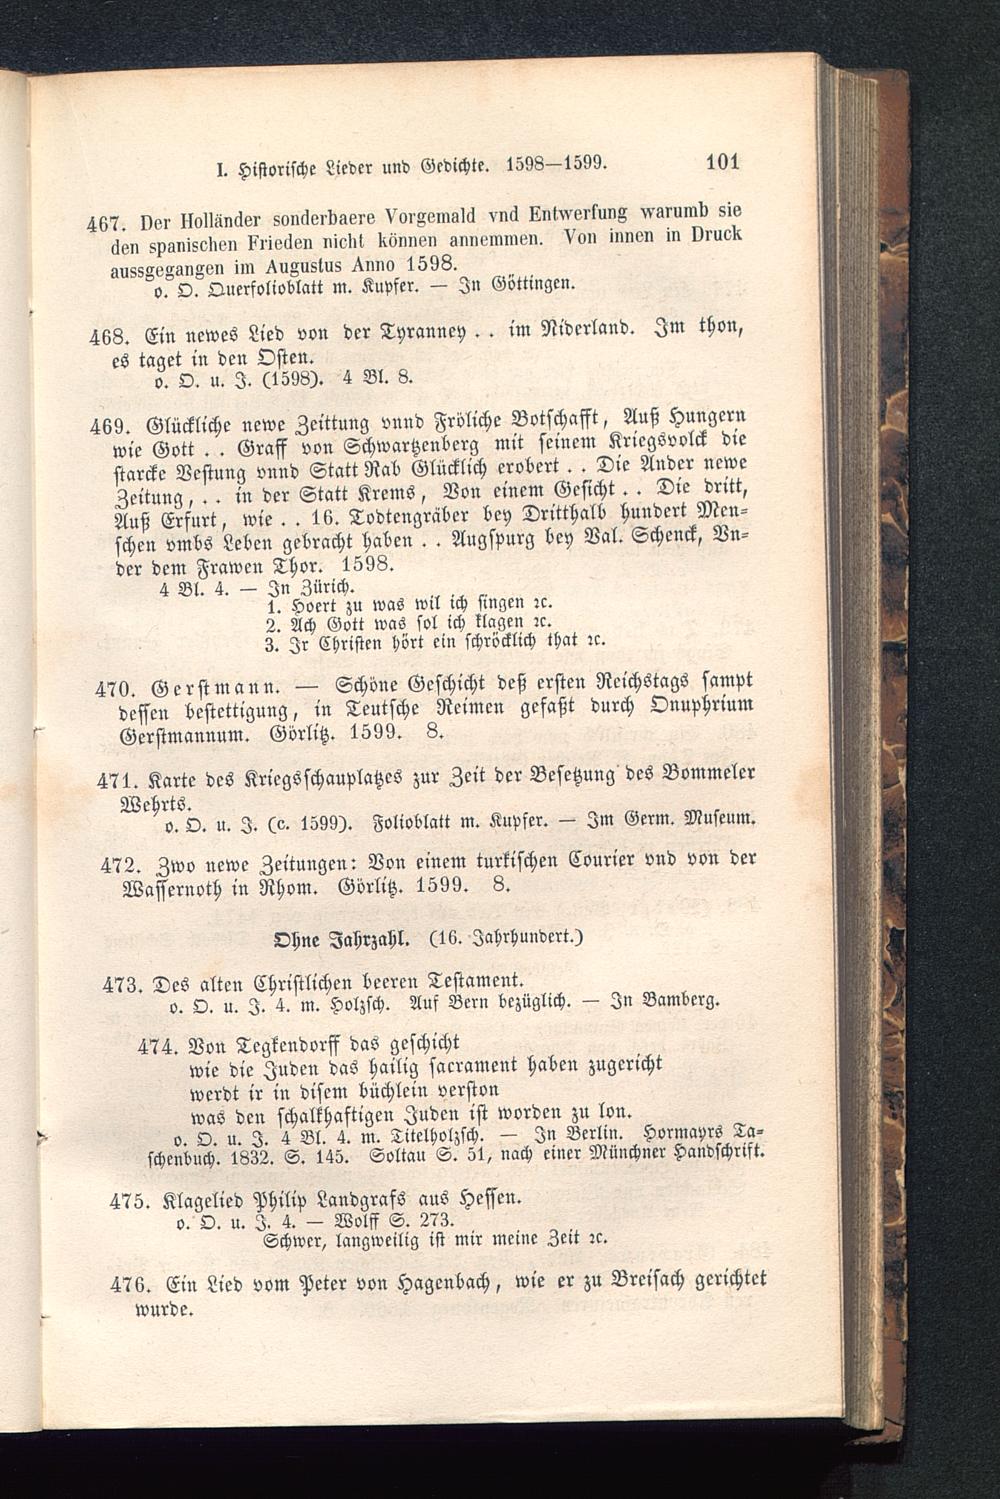 I. Historische Lieder und Gedichte. 1598—1599. 101
467. Der Holländer sonderbaere Vorgemald vnd Entwerfung warumb sie
den spanischen Frieden nicht können annemmen. Von innen in Druck
aussgegangen im Augustus Anno 1598.
o. O. Querfolioblatt m. Kupfer. — In Göttingen.
468. Ein newes Lied von der Tyranney . . im Niderland. Im thon,
es taget in den Osten.
o. O. u. J. (1598). 4 Bl. 8.
469. Glückliche newe Zeittung vnnd Fröliche Botschafft, Auß Hungern
wie Gott . . Graff von Schwartzenberg mit seinem Kriegsvolck die
starcke Vestung vnnd Statt Rab Glücklich erobert . . Die Ander newe
Zeitung, . . in der Statt Krems, Von einem Gesicht . . Die dritt,
Auß Erfurt, wie . . 16. Todtengräber bey Dritthalb hundert Men=
schen vmbs Leben gebracht haben . . Augspurg bey Val. Schenck, Vn=
der dem Frawen Thor. 1598.
4 Bl. 4. — In Zürich.
1. Hoert zu was wil ich singen ꝛc.
2. Ach Gott was sol ich klagen ꝛc.
3. Jr Christen hört ein schröcklich that ꝛc.
470. Gerstmann. — Schöne Geschicht deß ersten Reichstags sampt
dessen bestettigung, in Teutsche Reimen gefaßt durch Onuphrium
Gerstmannum. Görlitz. 1599. 8.
471. Karte des Kriegsschauplatzes zur Zeit der Besetzung des Bommeler
Wehrts.
o. O. u. J. (c. 1599). Folioblatt m. Kupfer. — Im Germ. Museum.
472. Zwo newe Zeitungen: Von einem turkischen Courier vnd von der
Wassernoth in Rhom. Görlitz. 1599. 8.
Ohne Jahrzahl. (16. Jahrhundert.)
473. Des alten Christlichen beeren Testament.
o. O. u. J. 4. m. Holzsch. Auf Bern bezüglich. — In Bamberg.
474. Von Tegkendorff das geschicht
wie die Juden das hailig sacrament haben zugericht
werdt ir in disem büchlein verston
was den schalkhaftigen Juden ist worden zu lon.
o. O. u. J. 4 Bl. 4. m. Titelholzsch. — In Berlin. Hormayrs Ta=
schenbuch. 1832. S. 145. Soltau S. 51, nach einer Münchner Handschrift.
475. Klagelied Philip Landgrafs aus Hessen.
o. O. u. J. 4. — Wolff S. 273.
Schwer, langweilig ist mir meine Zeit ꝛc.
476. Ein Lied vom Peter von Hagenbach, wie er zu Breisach gerichtet
wurde.